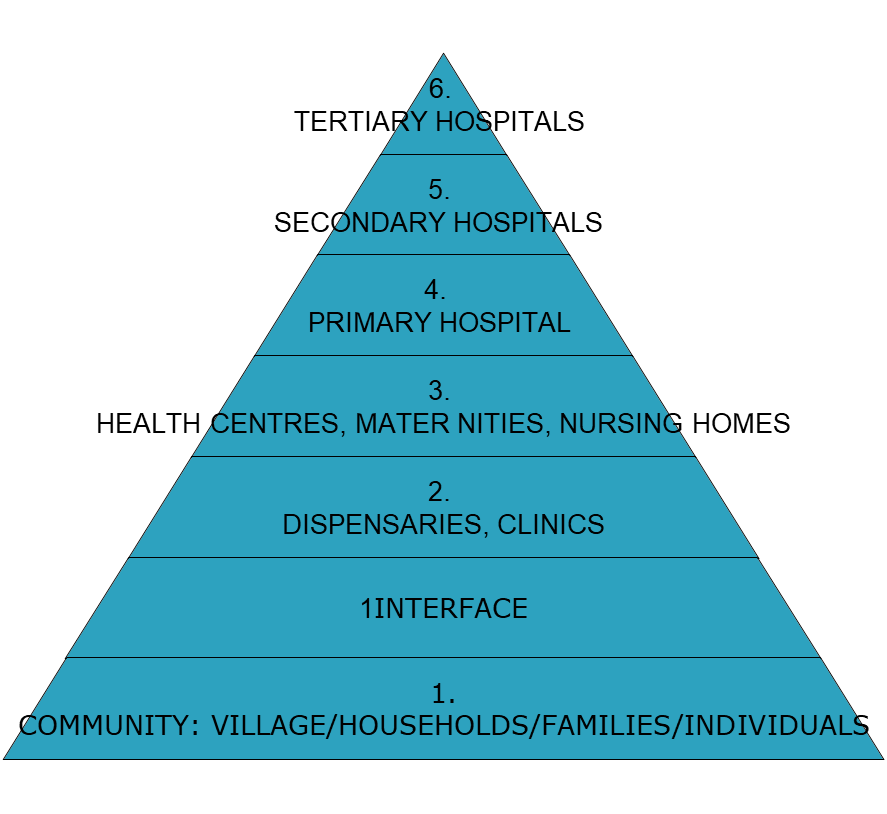 6.
TERTIARY HOSPITALS
5.
SECONDARY HOSPITALS
4.
PRIMARY HOSPITAL
3.
HEALTH CENTRES, MATER NITIES, NURSING HOMES
2.
DISPENSARIES, CLINICS
1INTERFACE
1.
COMMUNITY: VILLAGE/HOUSEHOLDS/FAMILIES/INDIVIDUALS